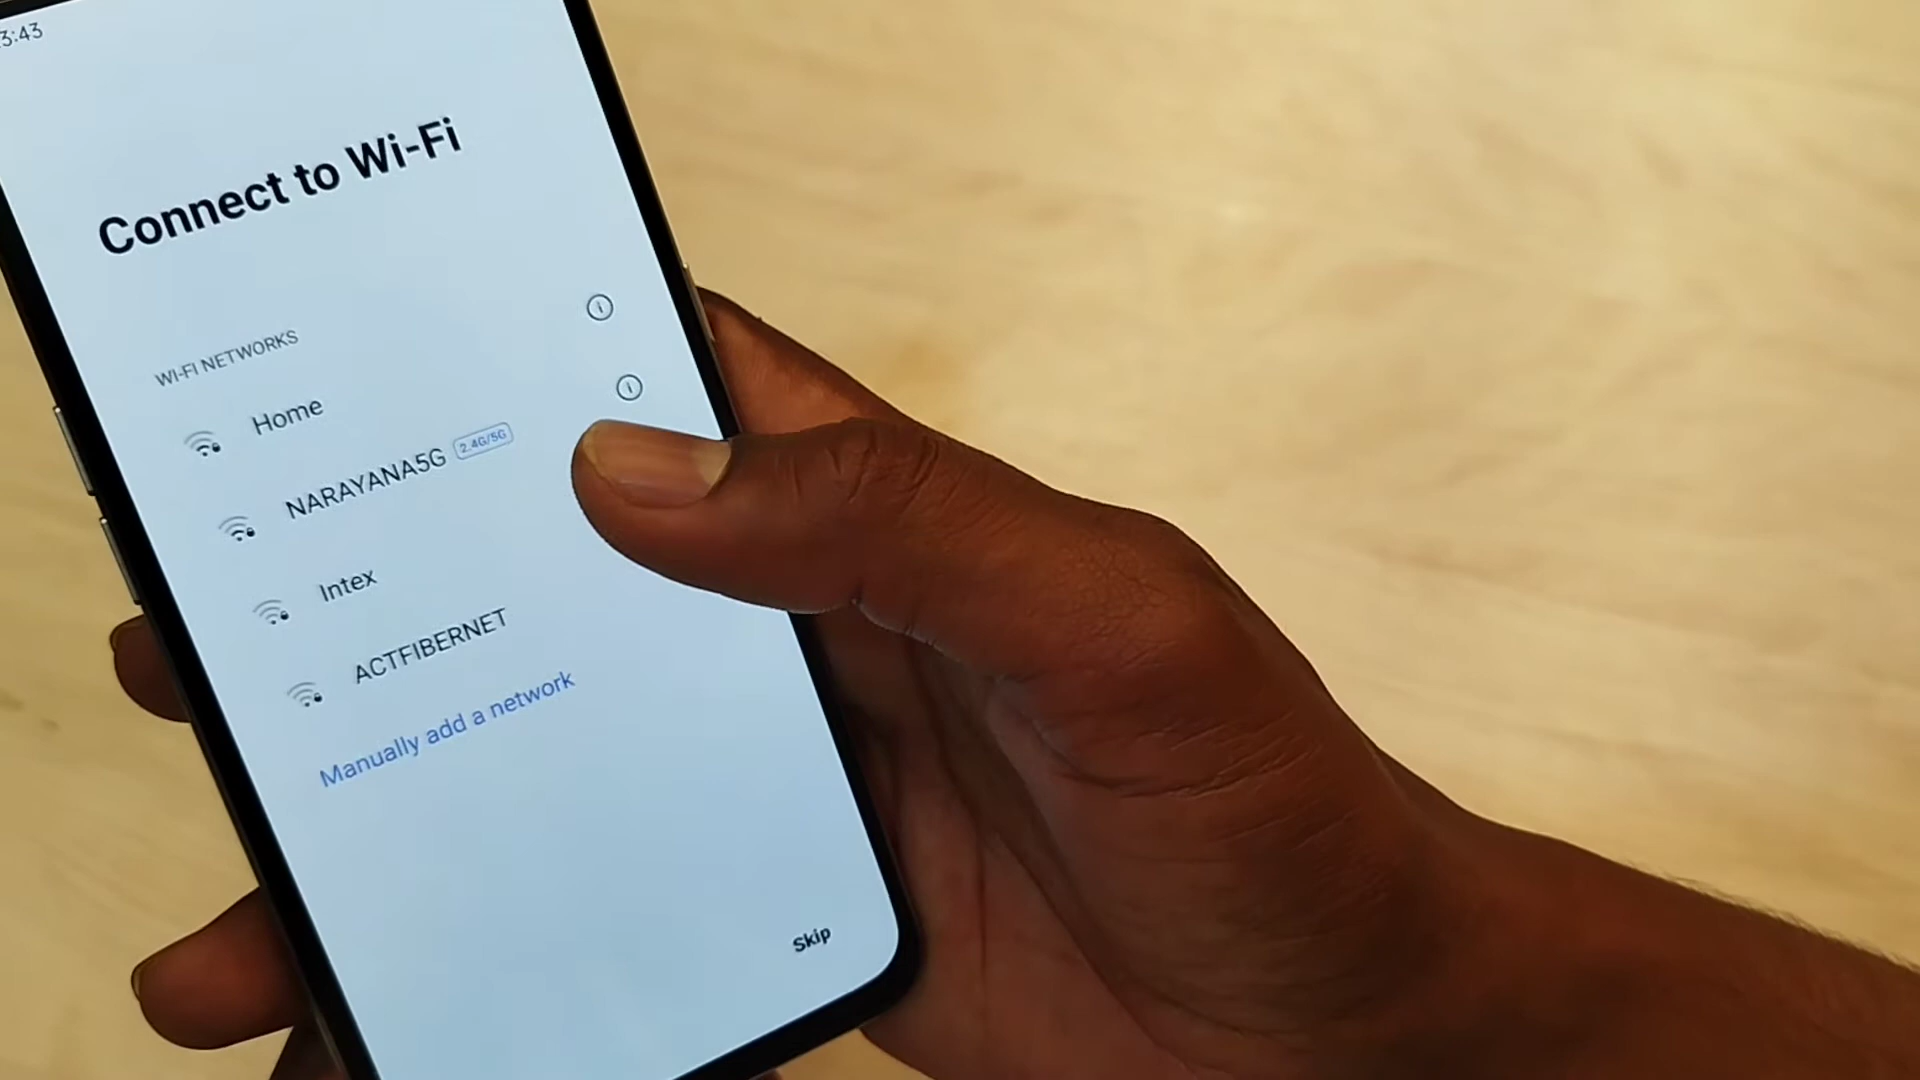 3:43
Connect to Wi-Fi
WI-FI NETWORKS
Home
NARAYANA5G 2.4G/5G
Intex
ACTFIBERNET
Manually add a network
Skip